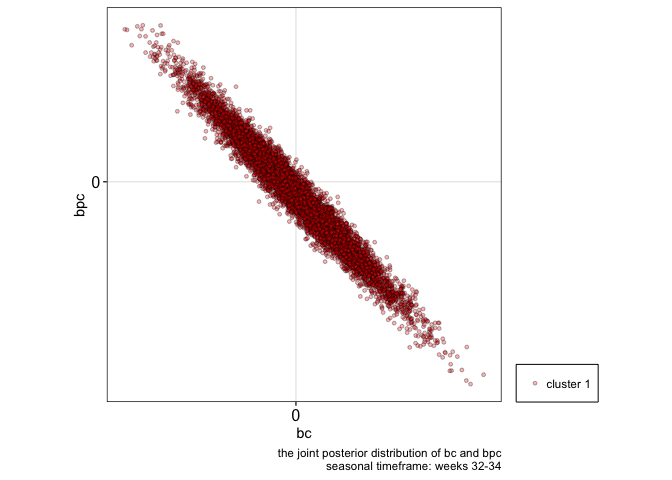 bpc
0
0
bc
cluster 1
the joint posterior distribution of bc and bpc
seasonal timeframe: weeks 32-34